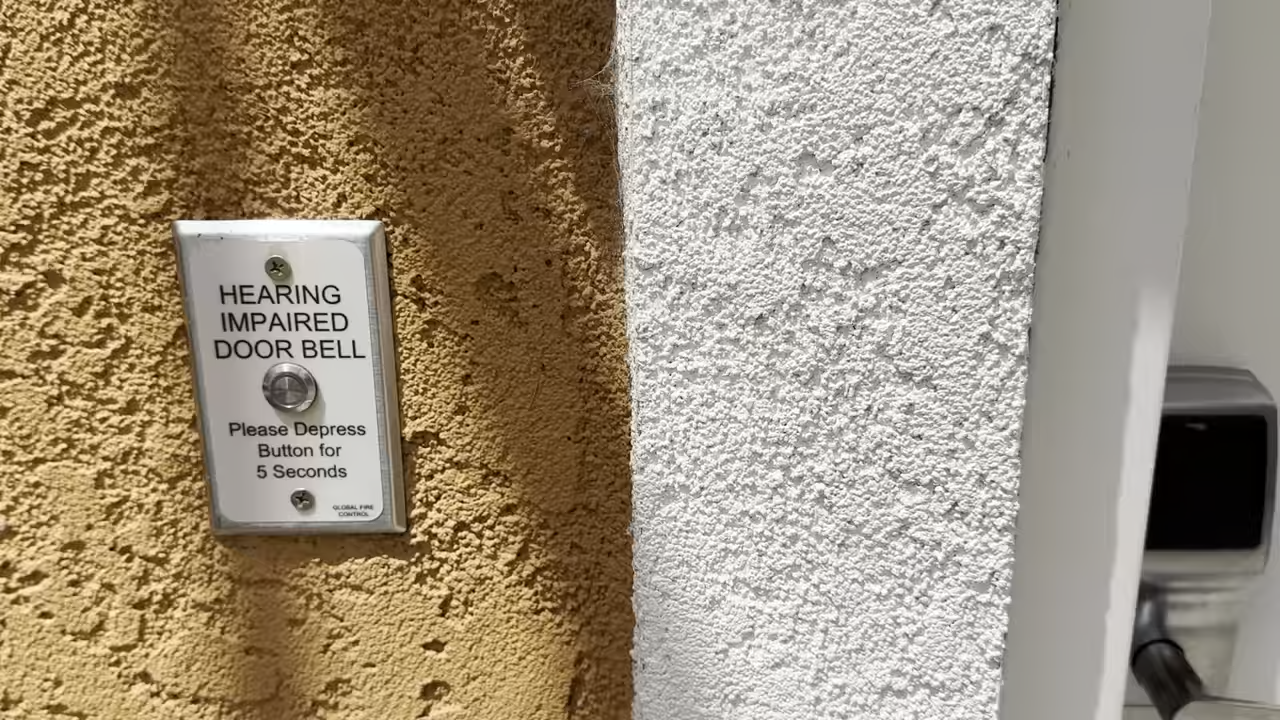 HEARING
IMPAIRED
DOOR BELL
Please Depress
Button for
5 Seconds
GLOBAL FIRE
CONTROL